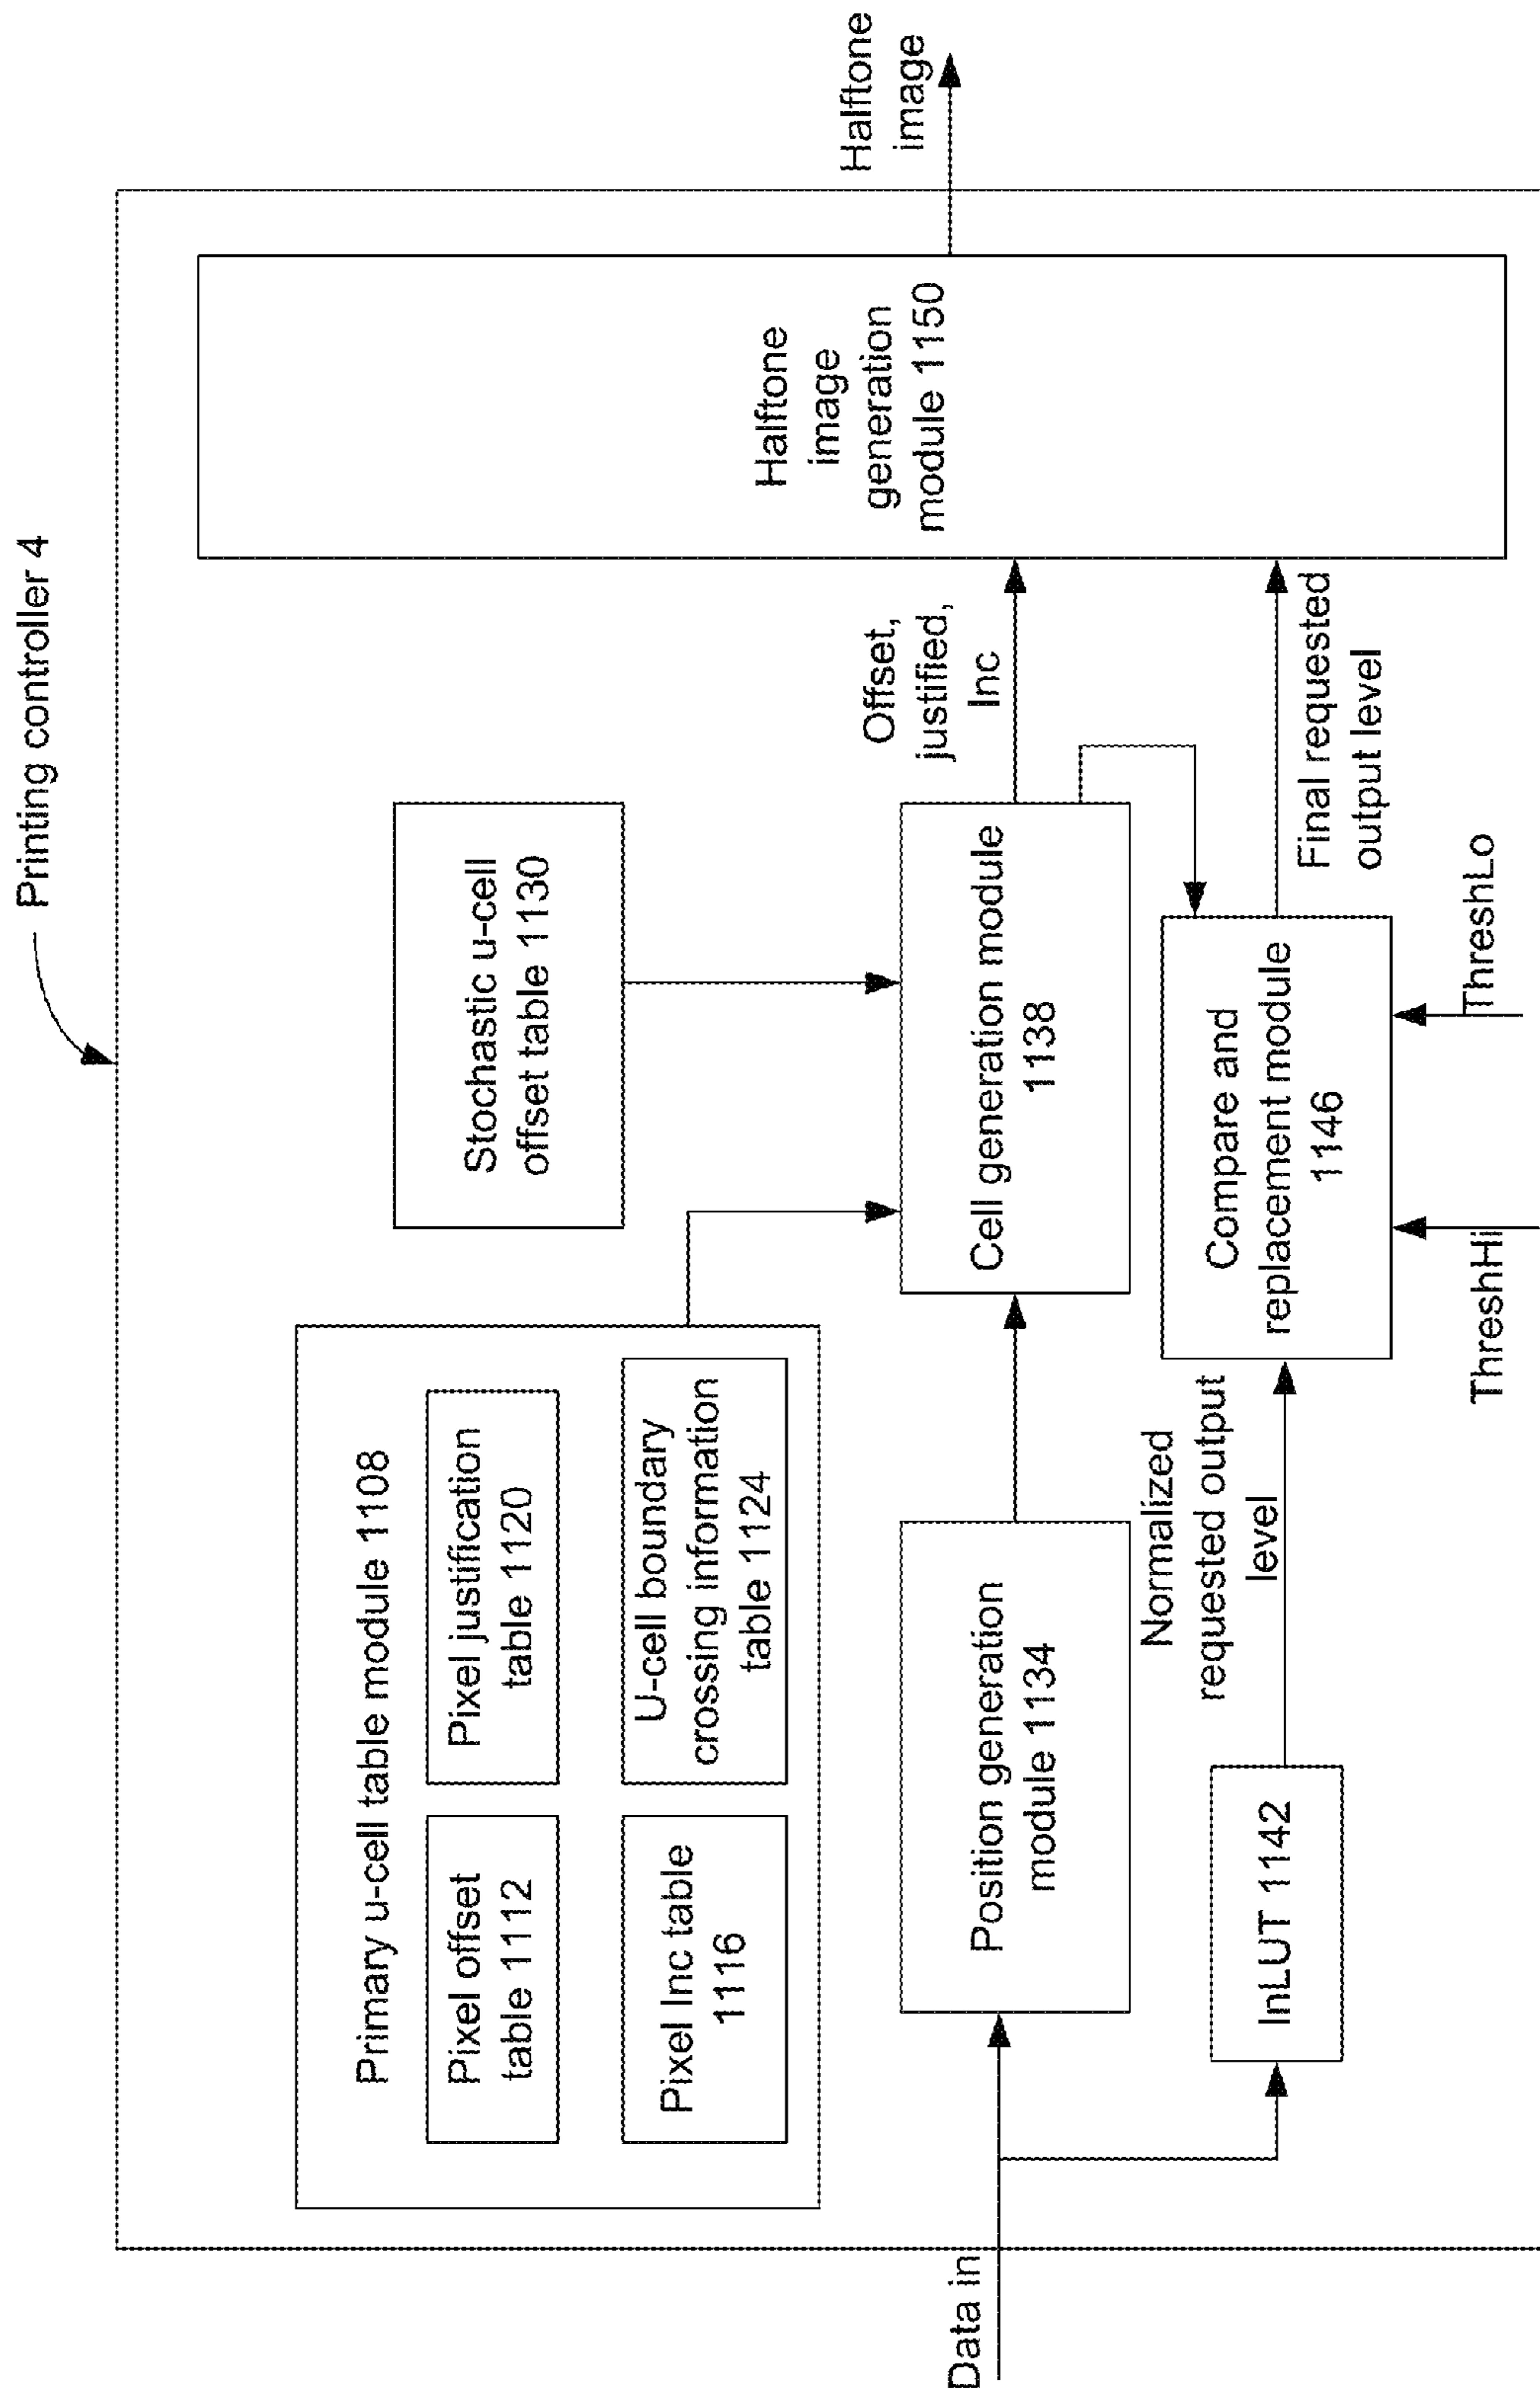 Printing controller 4
Primary u-cell table module 1108
Pixel offset
table 1112
Pixel justification
table 1120
Pixel Inc table
1116
U-cell boundary
crossing information
table 1124
Stochastic u-cell
offset table 1130
Data in
Position generation
module 1134
Cell generation module
1138
Offset,
justified,
Inc
InLUT 1142
Normalized
requested output
level
Compare and
replacement module
1146
ThreshHi
ThreshLo
Final requested
output level
Halftone
image
generation
module 1150
Halftone
image